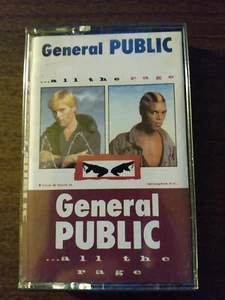 General PUBLIC
...all the rage
General
PUBLIC
...all the
rage